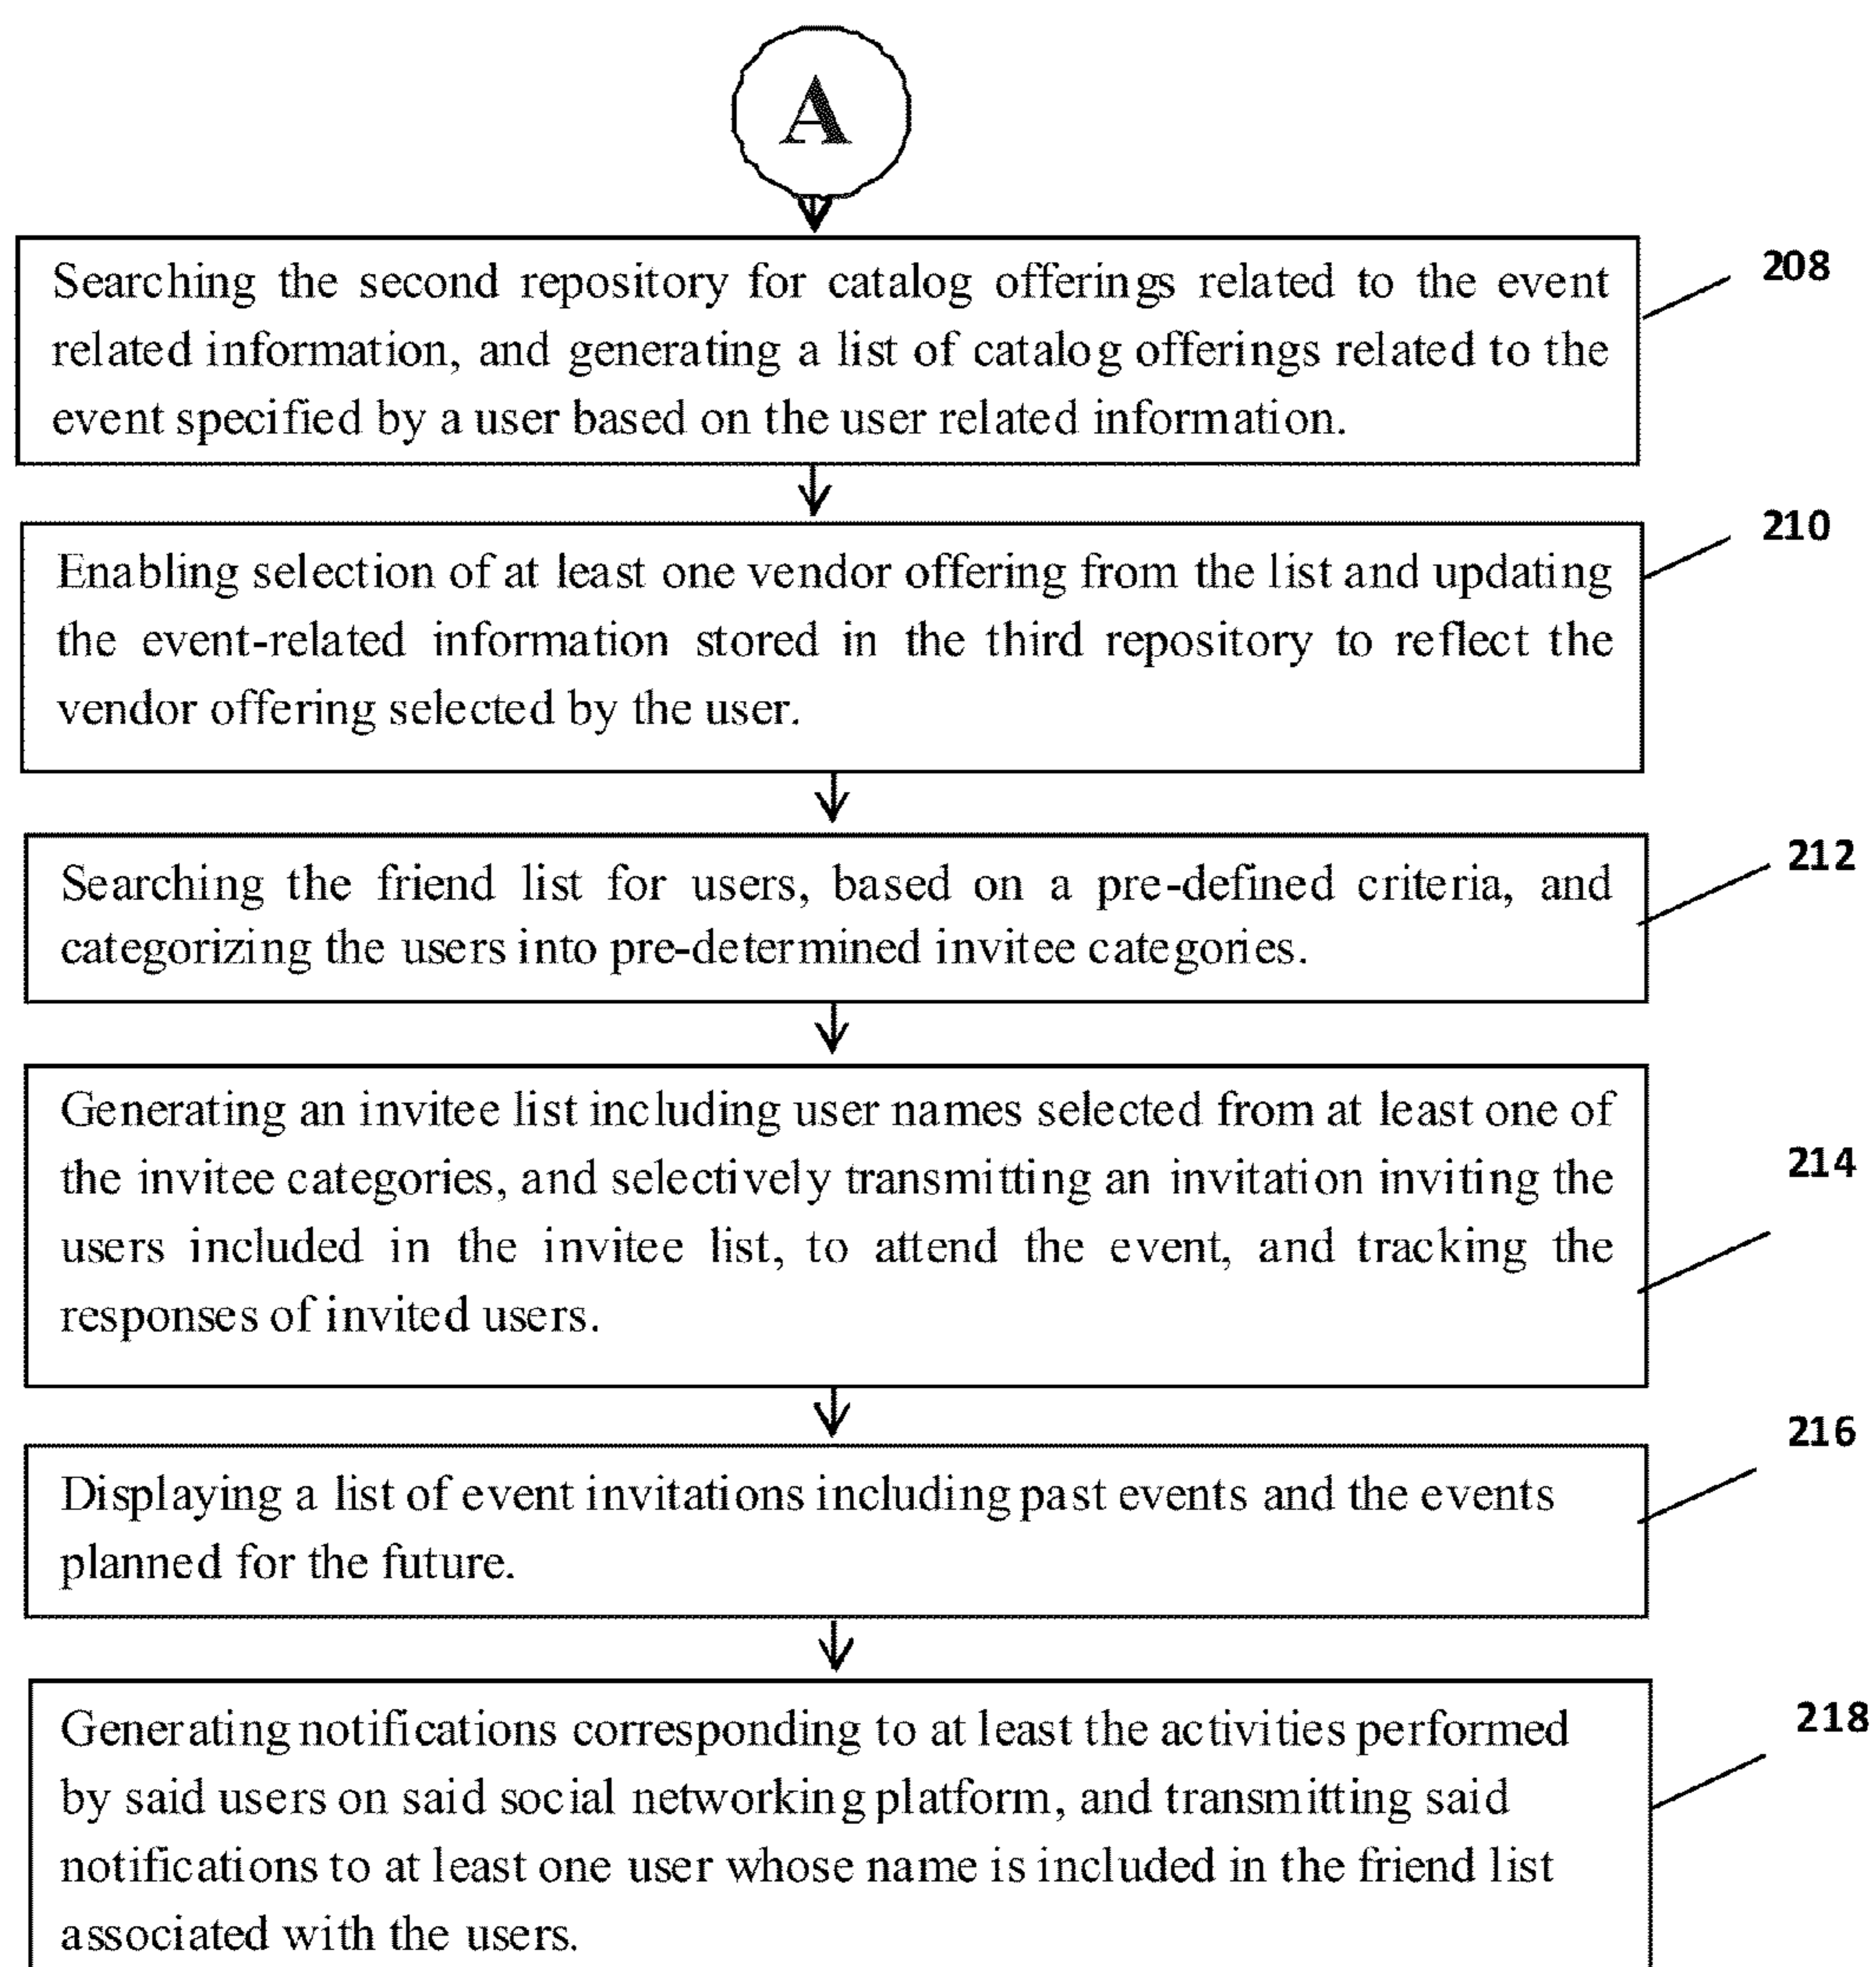 A
208
Searching the second repository for catalog offerings related to the event
related information, and generating a list of catalog offerings related to the
event specified by a user based on the user related information.
210
Enabling selection of at least one vendor offering from the list and updating
the event-related information stored in the third repository to reflect the
vendor offering selected by the user.
212
Searching the friend list for users, based on a pre-defined criteria, and
categorizing the users into pre-determined invitee categories.
214
Generating an invitee list including user names selected from at least one of
the invitee categories, and selectively transmitting an invitation inviting the
users included in the invitee list, to attend the event, and tracking the
responses of invited users.
216
Displaying a list of event invitations including past events and the events
planned for the future.
218
Generating notifications corresponding to at least the activities performed
by said users on said social networking platform, and transmitting said
notifications to at least one user whose name is included in the friend list
associated with the users.